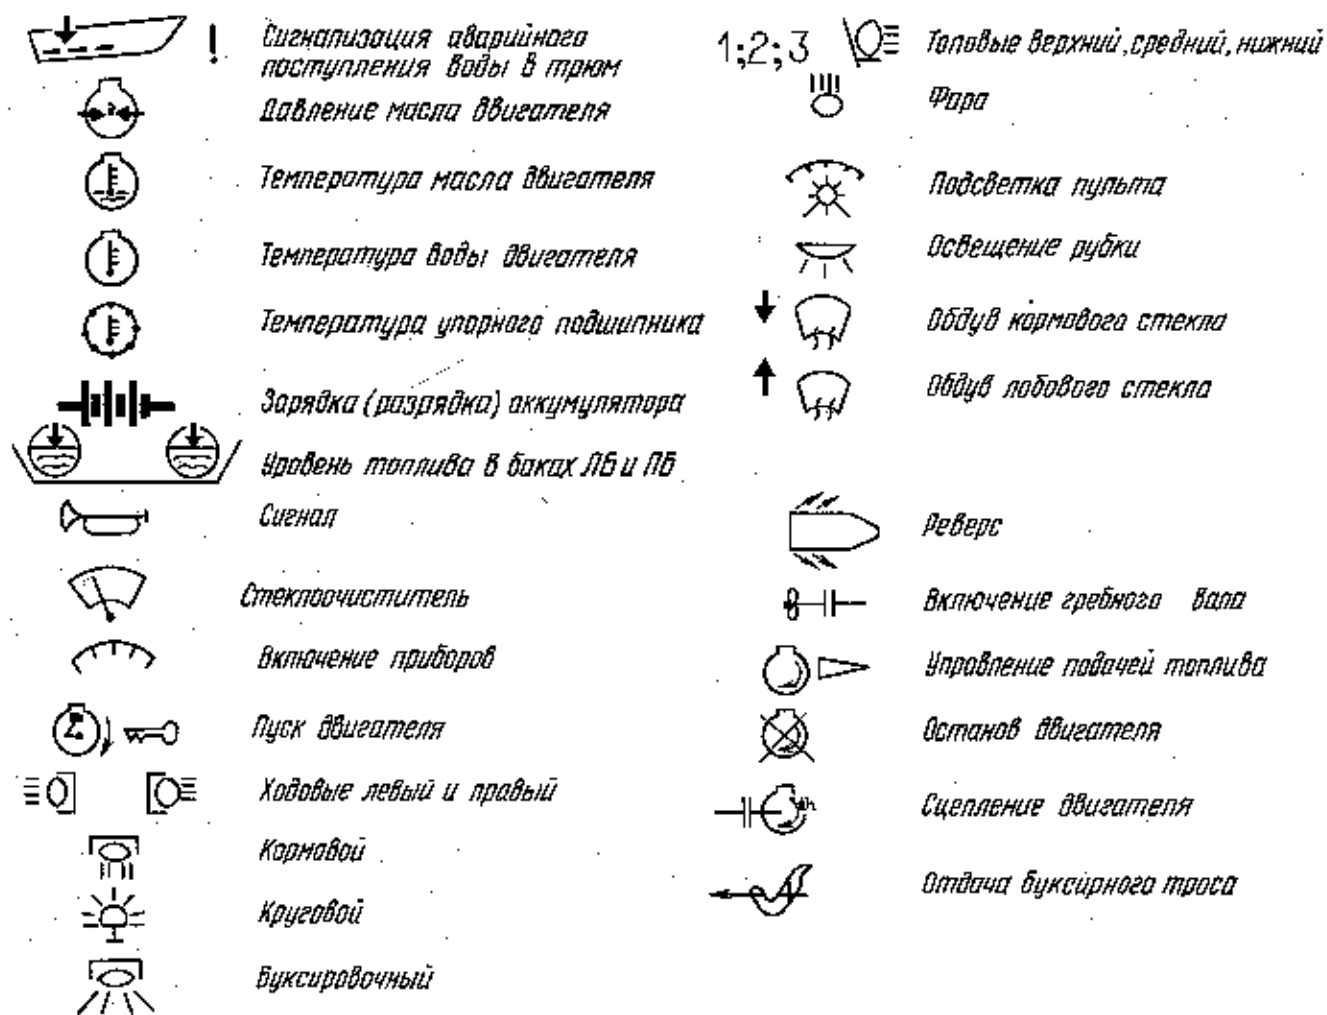 Сигнализация аварийного
поступления воды в трюм
!
Давление масла двигателя
Температура масла двигателя
Температура воды двигателя
Температура упорного подшипника
Зарядка (разрядка) аккумулятора
Уровень топлива в баках ЛБ и ПБ
Сигнал
Стеклоочиститель
Включение приборов
Пуск двигателя
Ходовые левый и правый
Кормовой
Круговой
Буксировочный
1;2;3
Топовые верхний, средний, нижний
Фара
Подсветка пульта
Освещение рубки
Обдув кормового стекла
Обдув лобового стекла
Реверс
Включение гребного вала
Управление подачей топлива
Останов двигателя
Сцепление двигателя
Отдача буксирного троса